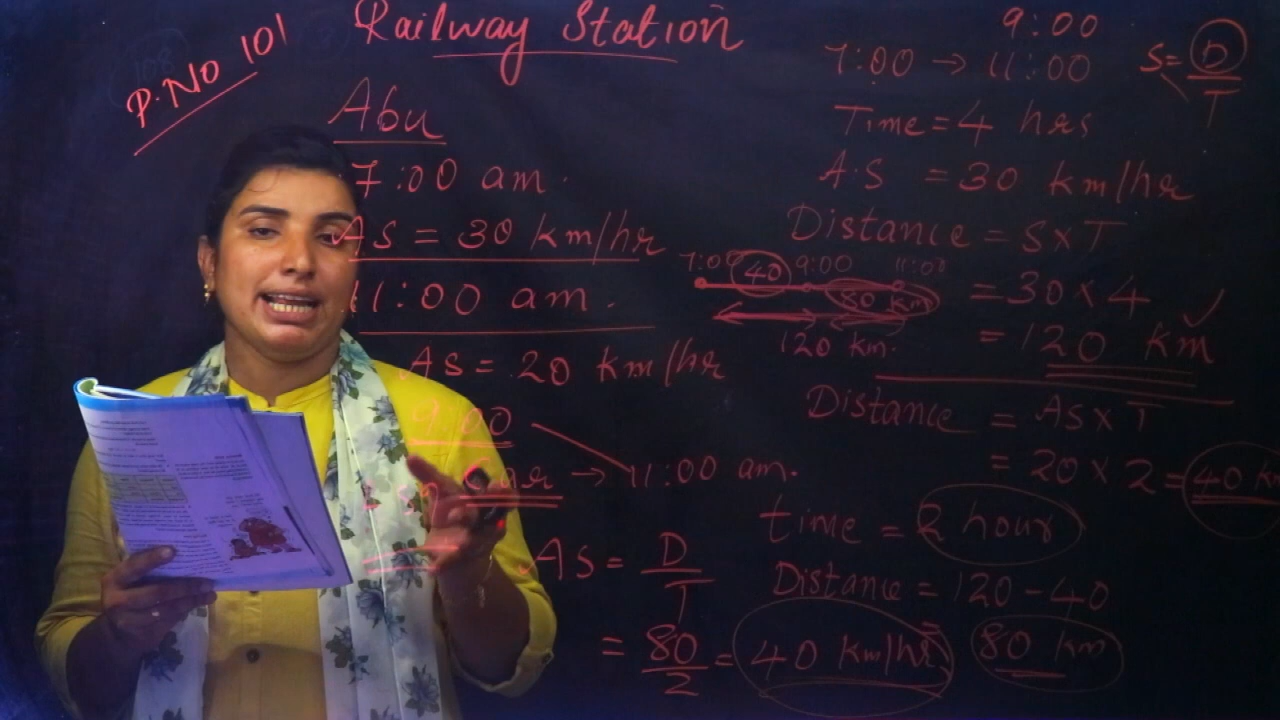 P.No 101
Railway Station
Abu
7:00 am.
As = 30 km/hr
11:00 am.
As = 20 km/hr
9:00
Car → 11:00 am.
As = D/T
= 80/2 = 40 km/hr
9:00
7:00 → 11:00
S = D/T
Time = 4 hrs
A.S = 30 km/hr
Distance = S x T
7:00 40 9:00 11:00
80 km
120 km.
= 30 x 4 ✓
= 120 km
Distance = AS x T
= 20 x 2 = 40 km
time = 2 hour
Distance = 120 - 40
= 80 km